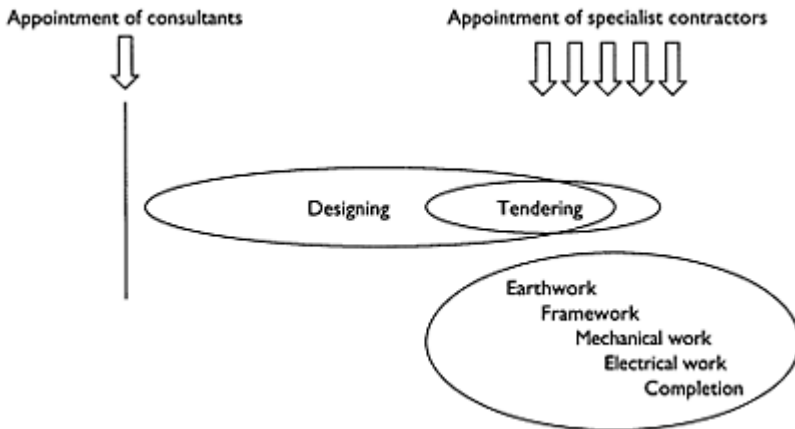 Appointment of consultants
Appointment of specialist contractors
Designing
Tendering
Earthwork
Framework
Mechanical work
Electrical work
Completion